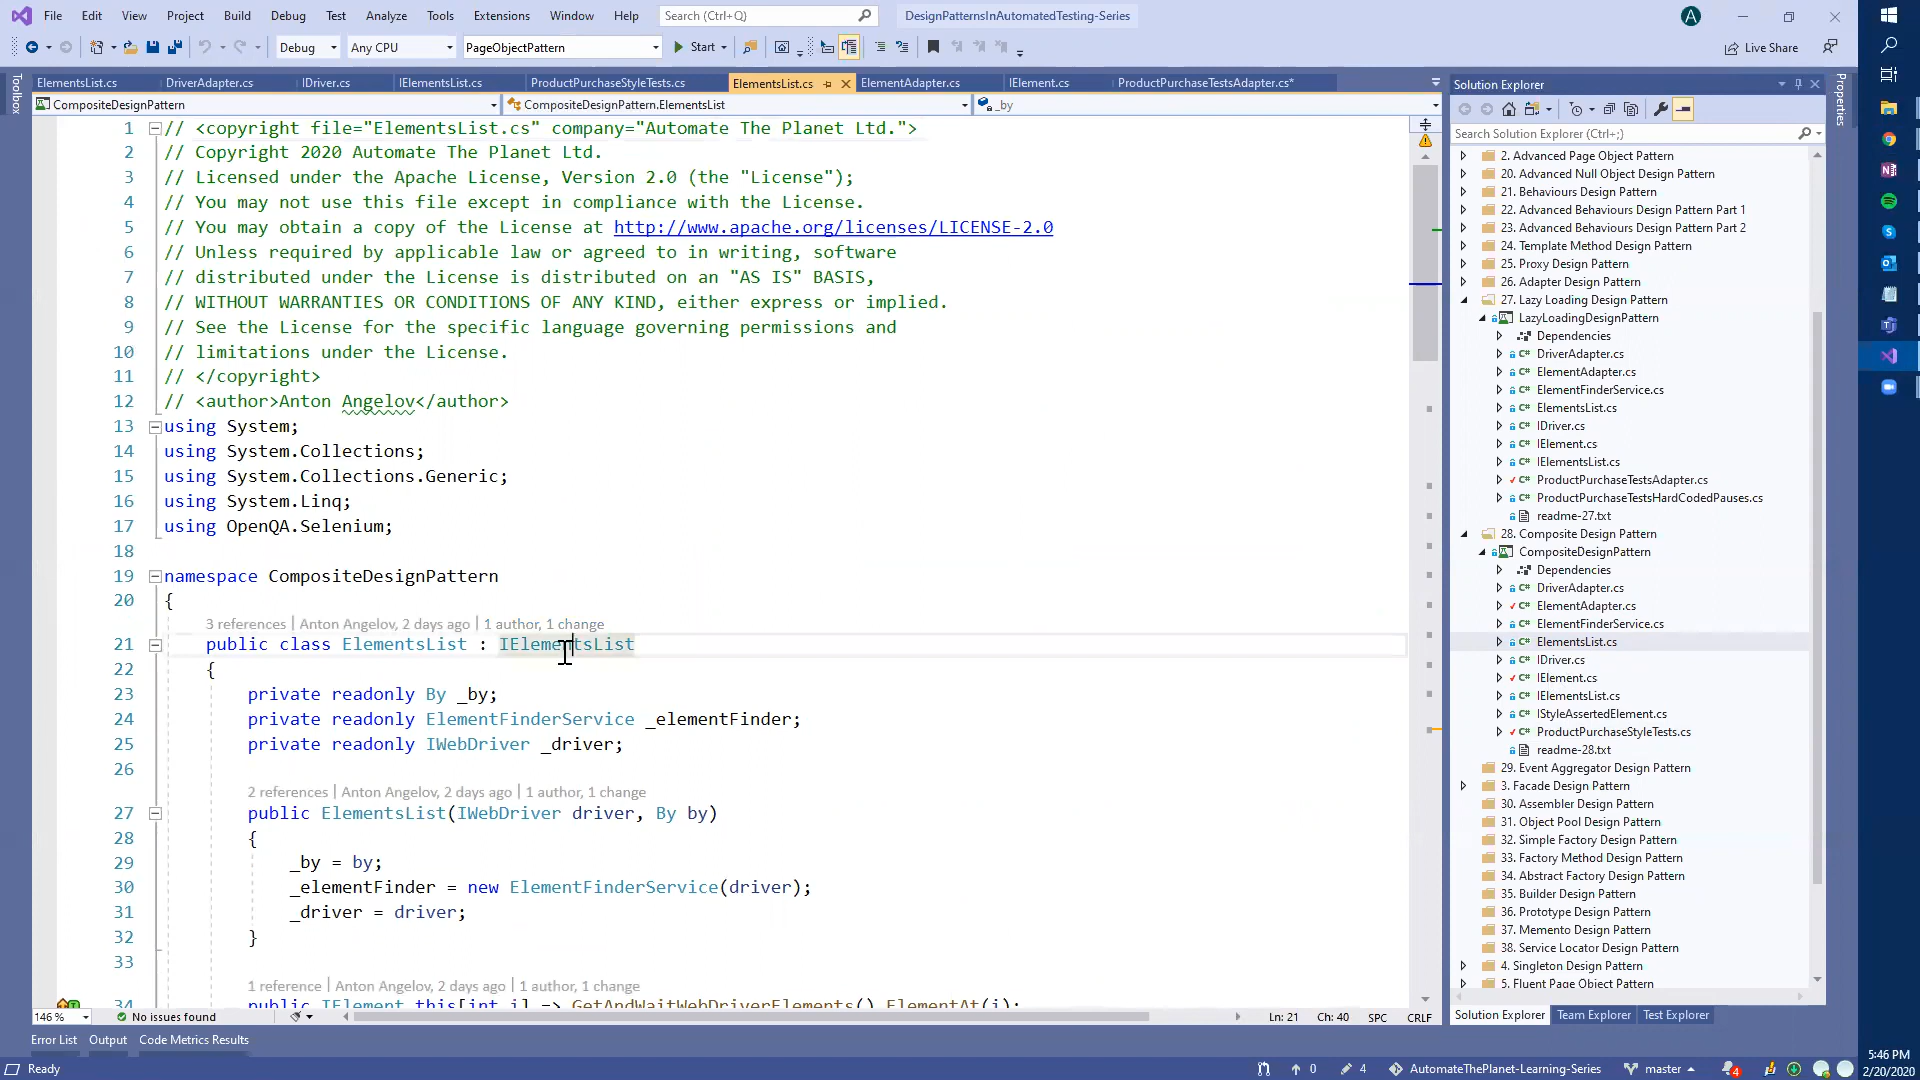 File Edit View Project Build Debug Test Analyze Tools Extensions Window Help Search (Ctrl+Q) DesignPatternsInAutomatedTesting-Series A
Debug Any CPU PageObjectPattern Start Live Share
Toolbox
ElementsList.cs DriverAdapter.cs IDriver.cs IElementsList.cs ProductPurchaseStyleTests.cs ElementsList.cs ElementAdapter.cs IElement.cs ProductPurchaseTestsAdapter.cs*
CompositeDesignPattern CompositeDesignPattern.ElementsList _by
1 // <copyright file="ElementsList.cs" company="Automate The Planet Ltd.">
2 // Copyright 2020 Automate The Planet Ltd.
3 // Licensed under the Apache License, Version 2.0 (the "License");
4 // You may not use this file except in compliance with the License.
5 // You may obtain a copy of the License at http://www.apache.org/licenses/LICENSE-2.0
6 // Unless required by applicable law or agreed to in writing, software
7 // distributed under the License is distributed on an "AS IS" BASIS,
8 // WITHOUT WARRANTIES OR CONDITIONS OF ANY KIND, either express or implied.
9 // See the License for the specific language governing permissions and
10 // limitations under the License.
11 // </copyright>
12 // <author>Anton Angelov</author>
13 using System;
14 using System.Collections;
15 using System.Collections.Generic;
16 using System.Linq;
17 using OpenQA.Selenium;
18
19 namespace CompositeDesignPattern
20 {
3 references | Anton Angelov, 2 days ago | 1 author, 1 change
21 public class ElementsList : IElementsList
22 {
23 private readonly By _by;
24 private readonly ElementFinderService _elementFinder;
25 private readonly IWebDriver _driver;
26
2 references | Anton Angelov, 2 days ago | 1 author, 1 change
27 public ElementsList(IWebDriver driver, By by)
28 {
29 _by = by;
30 _elementFinder = new ElementFinderService(driver);
31 _driver = driver;
32 }
33
1 reference | Anton Angelov, 2 days ago | 1 author, 1 change
34 public IElement this[int i] => GetAndWaitWebDriverElements().ElementAt(i);
146 % No issues found Ln: 21 Ch: 40 SPC CRLF
Error List Output Code Metrics Results
Solution Explorer
Search Solution Explorer (Ctrl+;)
2. Advanced Page Object Pattern
20. Advanced Null Object Design Pattern
21. Behaviours Design Pattern
22. Advanced Behaviours Design Pattern Part 1
23. Advanced Behaviours Design Pattern Part 2
24. Template Method Design Pattern
25. Proxy Design Pattern
26. Adapter Design Pattern
27. Lazy Loading Design Pattern
LazyLoadingDesignPattern
Dependencies
C# DriverAdapter.cs
C# ElementAdapter.cs
C# ElementFinderService.cs
C# ElementsList.cs
C# IDriver.cs
C# IElement.cs
C# IElementsList.cs
C# ProductPurchaseTestsAdapter.cs
C# ProductPurchaseTestsHardCodedPauses.cs
readme-27.txt
28. Composite Design Pattern
CompositeDesignPattern
Dependencies
C# DriverAdapter.cs
C# ElementAdapter.cs
C# ElementFinderService.cs
C# ElementsList.cs
C# IDriver.cs
C# IElement.cs
C# IElementsList.cs
C# IStyleAssertedElement.cs
C# ProductPurchaseStyleTests.cs
readme-28.txt
29. Event Aggregator Design Pattern
3. Facade Design Pattern
30. Assembler Design Pattern
31. Object Pool Design Pattern
32. Simple Factory Design Pattern
33. Factory Method Design Pattern
34. Abstract Factory Design Pattern
35. Builder Design Pattern
36. Prototype Design Pattern
37. Memento Design Pattern
38. Service Locator Design Pattern
4. Singleton Design Pattern
5. Fluent Page Object Pattern
Solution Explorer Team Explorer Test Explorer
Properties
Ready 0 4 AutomateThePlanet-Learning-Series master 4
5:46 PM
2/20/2020